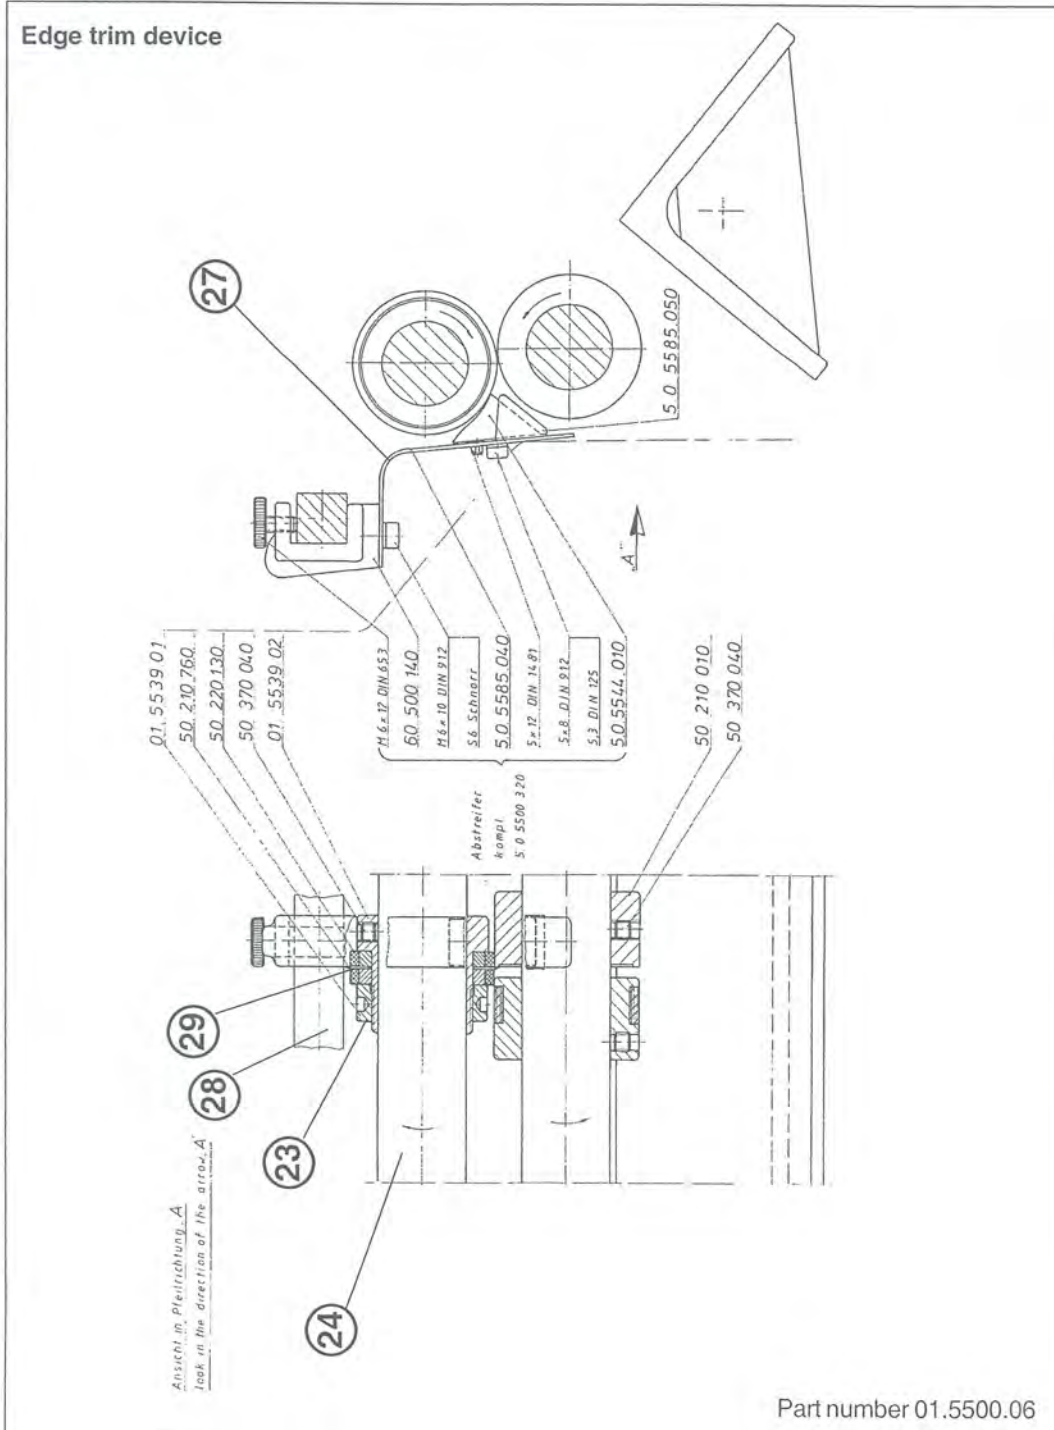 Edge trim device
27
29
28
23
24
01.5539 01
50 210 760
50 220 130
50 370 040
01 5539 02
M 6 x 12 DIN 653
60 500 140
M 6 x 10 DIN 912
S 6 Schnorr
5.0.5585.040
5 x 12 DIN 1481
5 x 8 DIN 912
5,3 DIN 125
5.0.5544.010
50 210 010
50 370 040
Abstreifer
kompl
5 0 5500 320
5 0 5585.050
„A"
Ansicht in Pfeilrichtung „A
look in the direction of the arrow „A"
Part number 01.5500.06